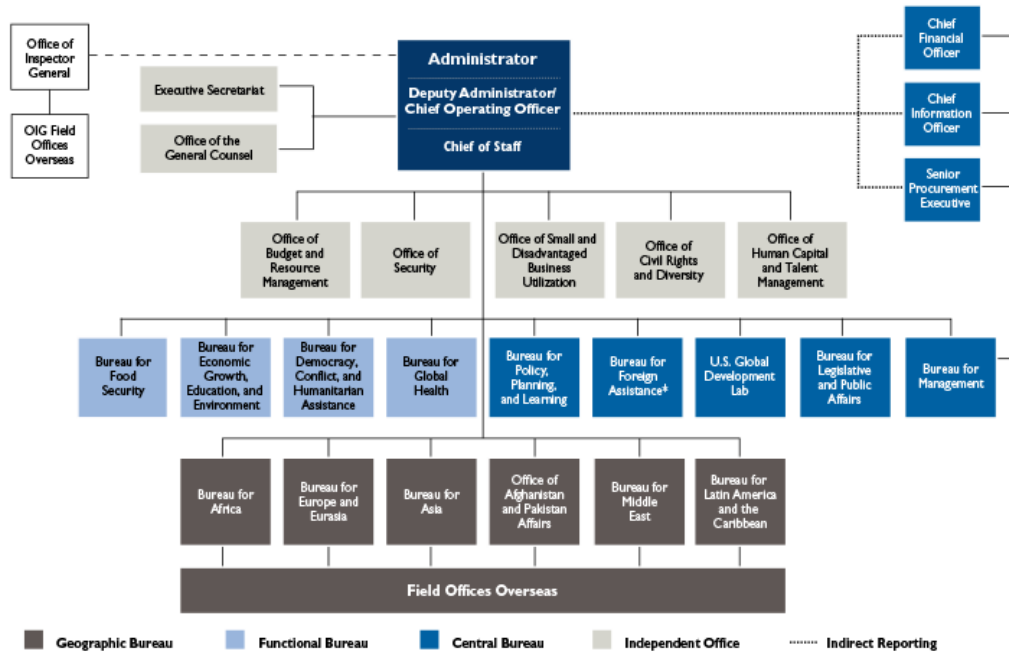 Office of
Inspector
General
OIG Field
Offices
Overseas
Executive Secretariat
Office of the
General Counsel
Administrator
Deputy Administrator/
Chief Operating Officer
Chief of Staff
Chief
Financial
Officer
Chief
Information
Officer
Senior
Procurement
Executive
Office of
Budget and
Resource
Management
Office of
Security
Office of Small and
Disadvantaged
Business
Utilization
Office of
Civil Rights
and Diversity
Office of
Human Capital
and Talent
Management
Bureau for
Food
Security
Bureau for
Economic
Growth,
Education, and
Environment
Bureau for
Democracy,
Conflict, and
Humanitarian
Assistance
Bureau for
Global
Health
Bureau for
Policy,
Planning,
and Learning
Bureau for
Foreign
Assistance*
U.S. Global
Development
Lab
Bureau for
Legislative
and Public
Affairs
Bureau for
Management
Bureau for
Africa
Bureau for
Europe and
Eurasia
Bureau for
Asia
Office of
Afghanistan
and Pakistan
Affairs
Bureau for
Middle
East
Bureau for
Latin America
and the
Caribbean
Field Offices Overseas
Geographic Bureau
Functional Bureau
Central Bureau
Independent Office
Indirect Reporting